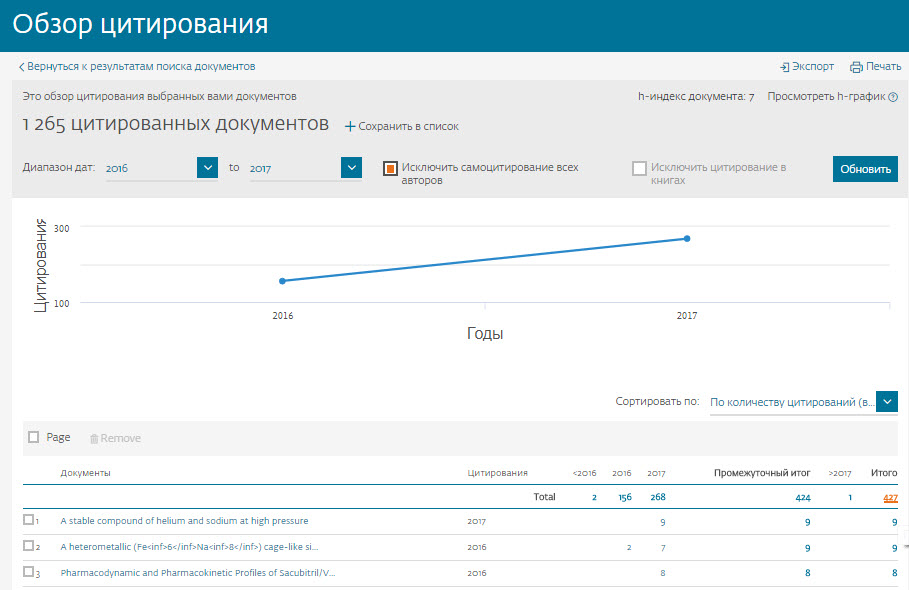 Обзор цитирования
Вернуться к результатам поиска документов Экспорт Печать
Это обзор цитирования выбранных вами документов h-индекс документа: 7 Просмотреть h-график
1 265 цитированных документов Сохранить в список
Диапазон дат: 2016 to 2017 Исключить самоцитирование всех авторов Исключить цитирование в книгах Обновить
Цитирования
300
100
2016 2017
Годы
Сортировать по: По количеству цитирований (в...
Page Remove
Документы Цитирования <2016 2016 2017 Промежуточный итог >2017 Итого
Total 2 156 268 424 1 427
1 A stable compound of helium and sodium at high pressure 2017 9 9 9
2 A heterometallic (Fe<inf>6</inf>Na<inf>8</inf>) cage-like si... 2016 2 7 9 9
3 Pharmacodynamic and Pharmacokinetic Profiles of Sacubitril/V... 2016 8 8 8